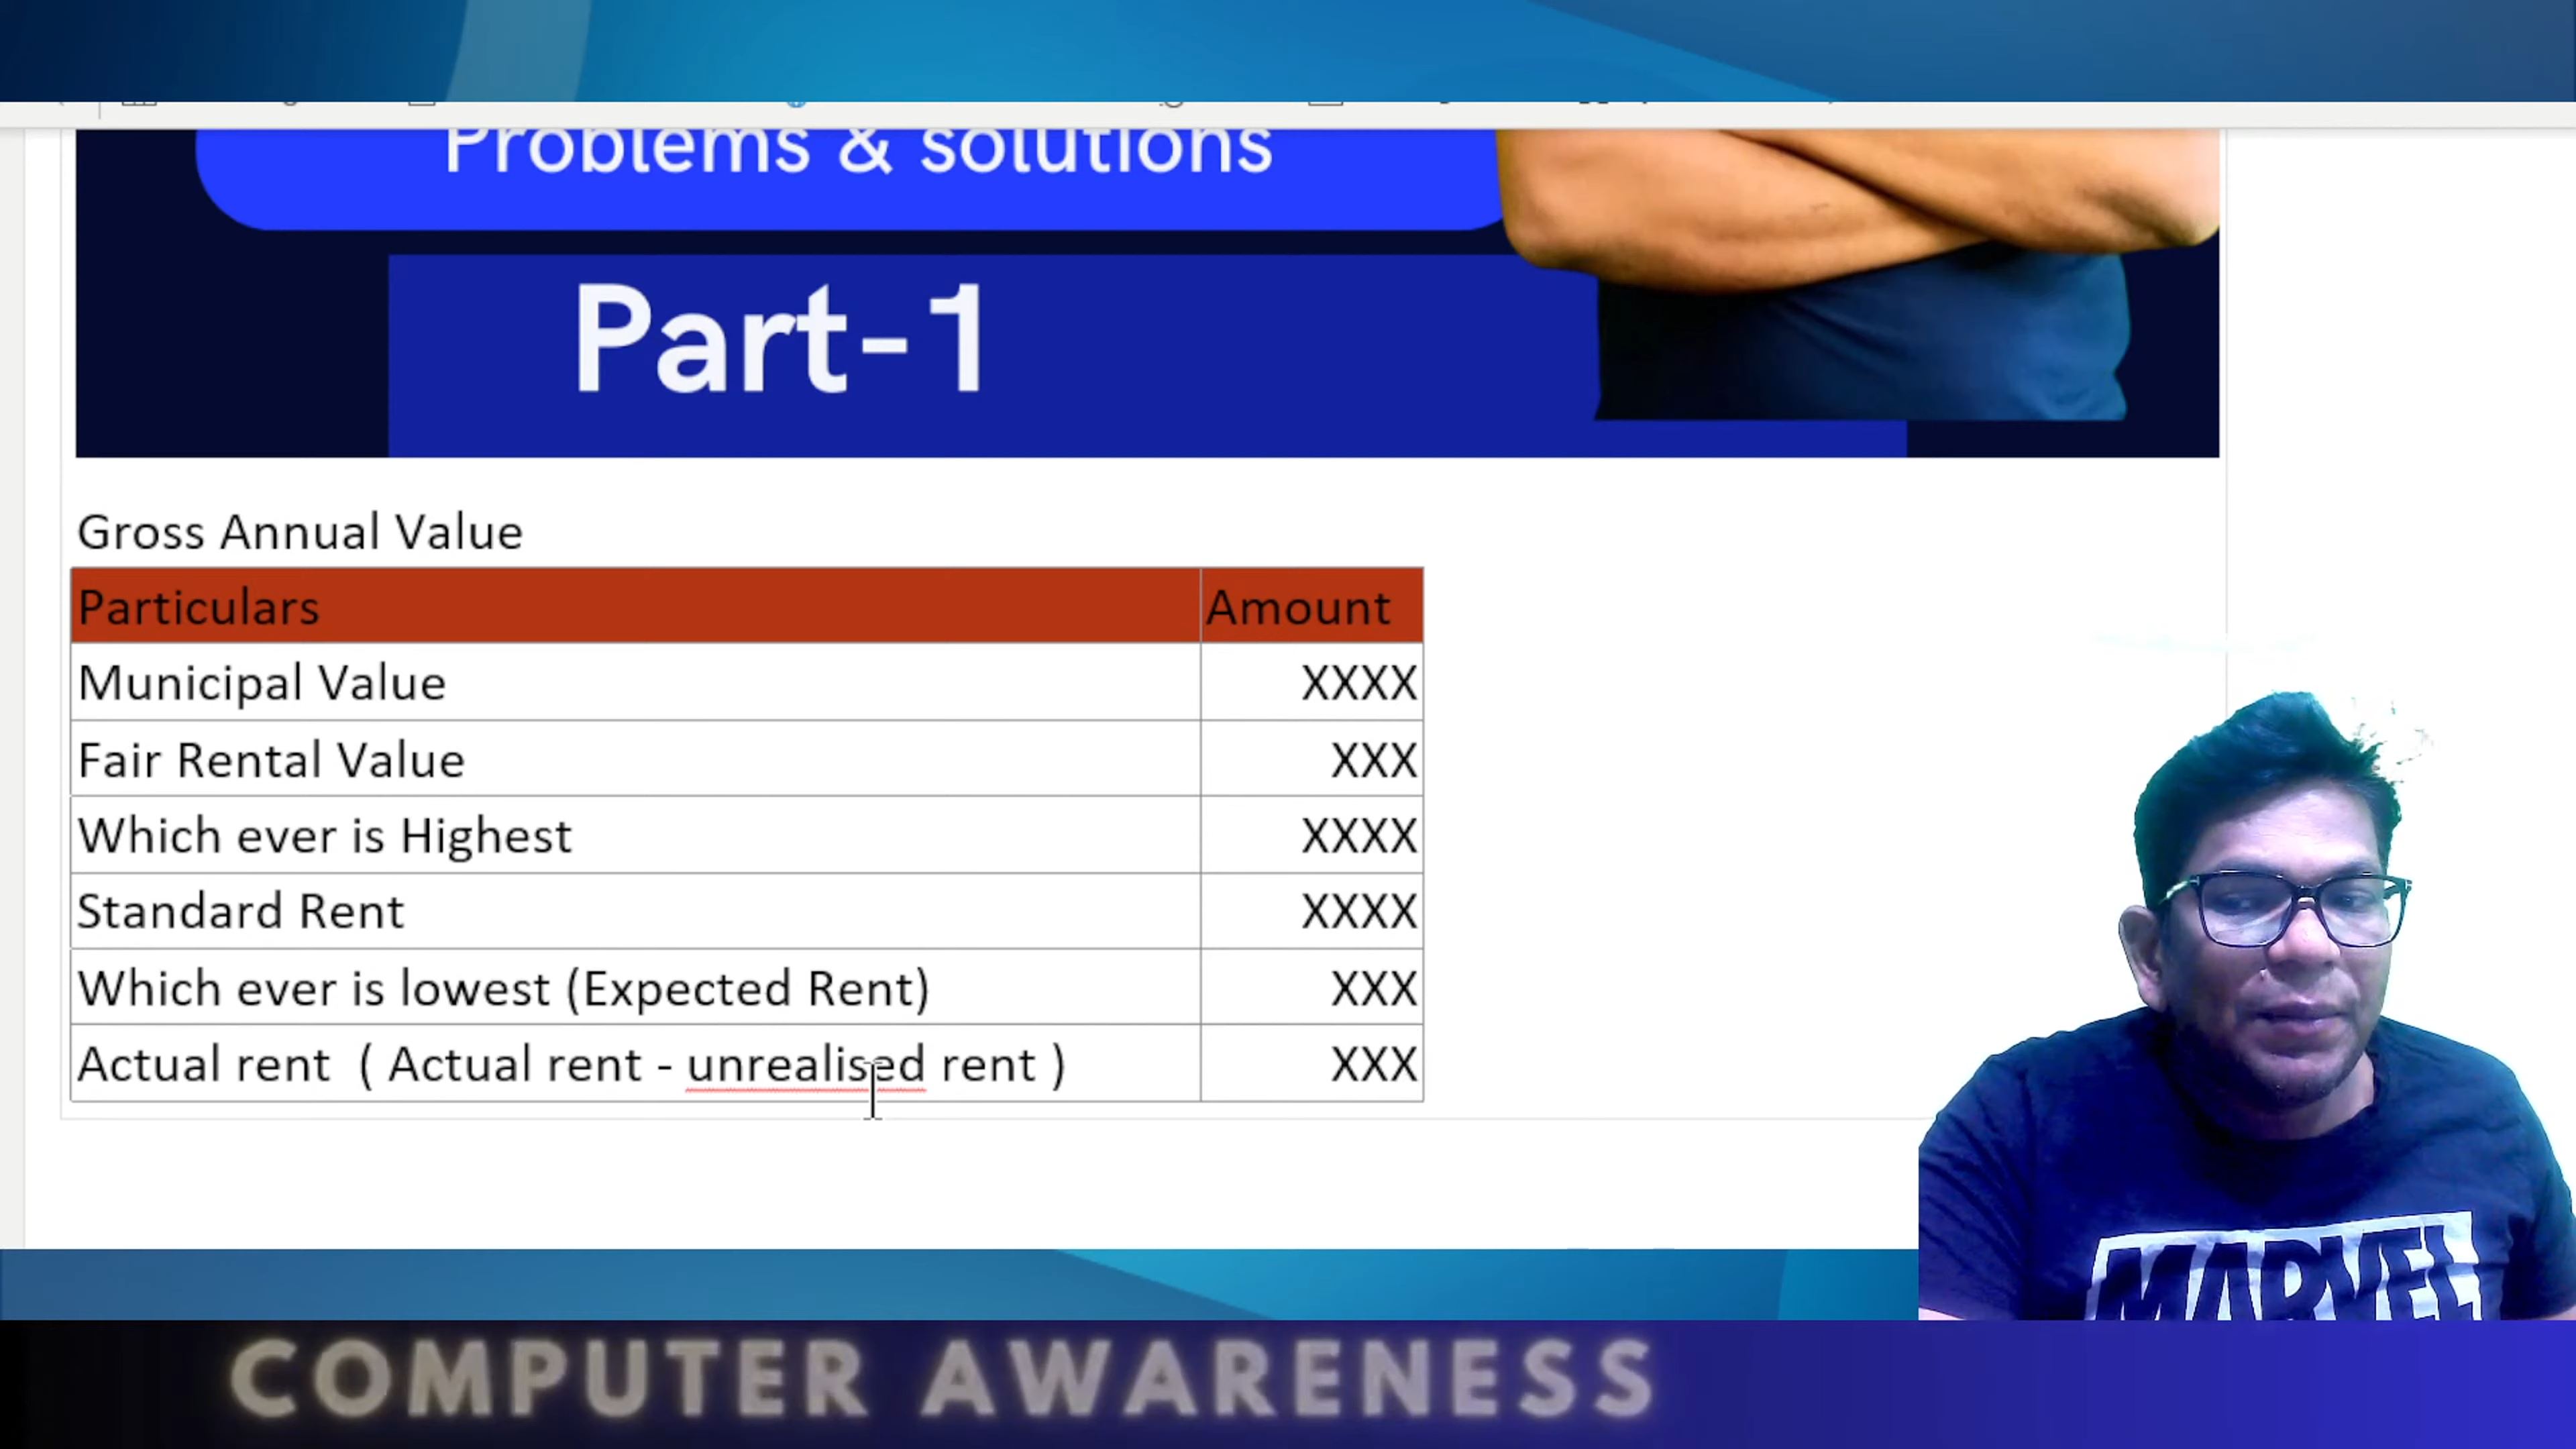 Problems & solutions
Part-1
Gross Annual Value
Particulars Amount
Municipal Value XXXX
Fair Rental Value XXX
Which ever is Highest XXXX
Standard Rent XXXX
Which ever is lowest (Expected Rent) XXX
Actual rent ( Actual rent - unrealised rent ) XXX
MARVEL
COMPUTER AWARENESS